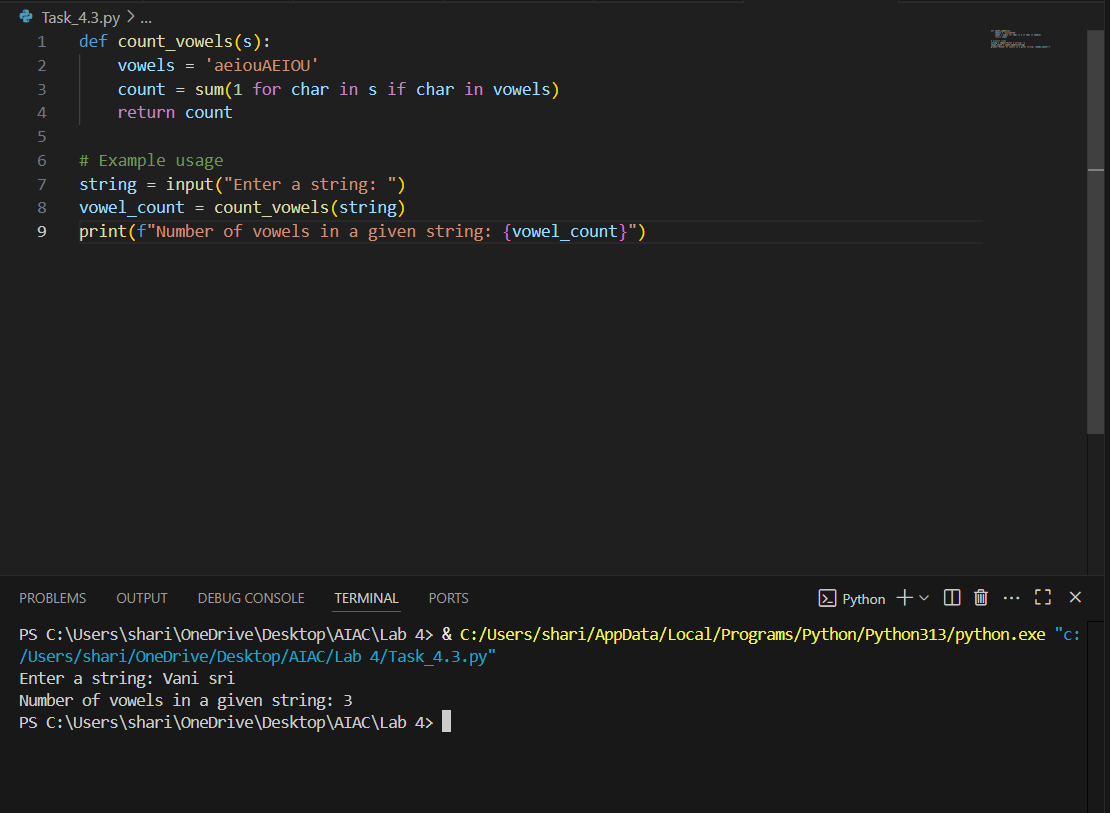 Task_4.3.py > ...
1 def count_vowels(s):
2     vowels = 'aeiouAEIOU'
3     count = sum(1 for char in s if char in vowels)
4     return count
5
6 # Example usage
7 string = input("Enter a string: ")
8 vowel_count = count_vowels(string)
9 print(f"Number of vowels in a given string: {vowel_count}")
PROBLEMS OUTPUT DEBUG CONSOLE TERMINAL PORTS Python
PS C:\Users\shari\OneDrive\Desktop\AIAC\Lab 4> & C:/Users/shari/AppData/Local/Programs/Python/Python313/python.exe "c:
/Users/shari/OneDrive/Desktop/AIAC/Lab 4/Task_4.3.py"
Enter a string: Vani sri
Number of vowels in a given string: 3
PS C:\Users\shari\OneDrive\Desktop\AIAC\Lab 4>